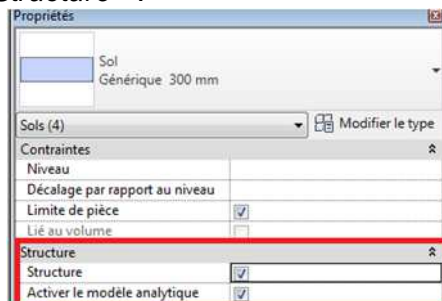 Propriétés
Sol
Générique 300 mm
Sols (4)
Modifier le type
Contraintes
Niveau
Décalage par rapport au niveau
Limite de pièce
Lié au volume
Structure
Structure
Activer le modèle analytique